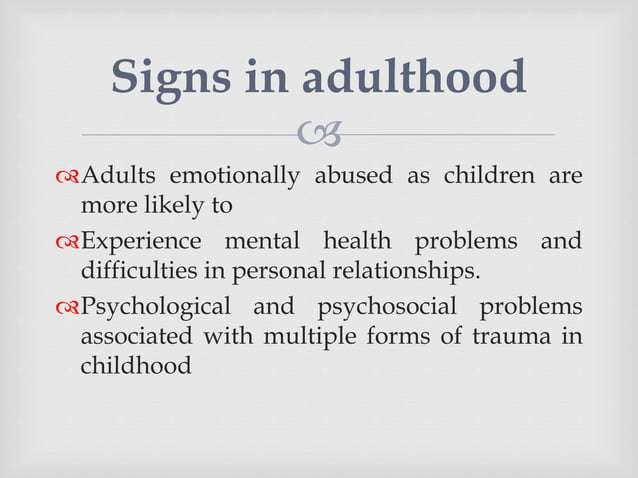 Signs in adulthood
Adults emotionally abused as children are
more likely to
Experience mental health problems and
difficulties in personal relationships.
Psychological and psychosocial problems
associated with multiple forms of trauma in
childhood